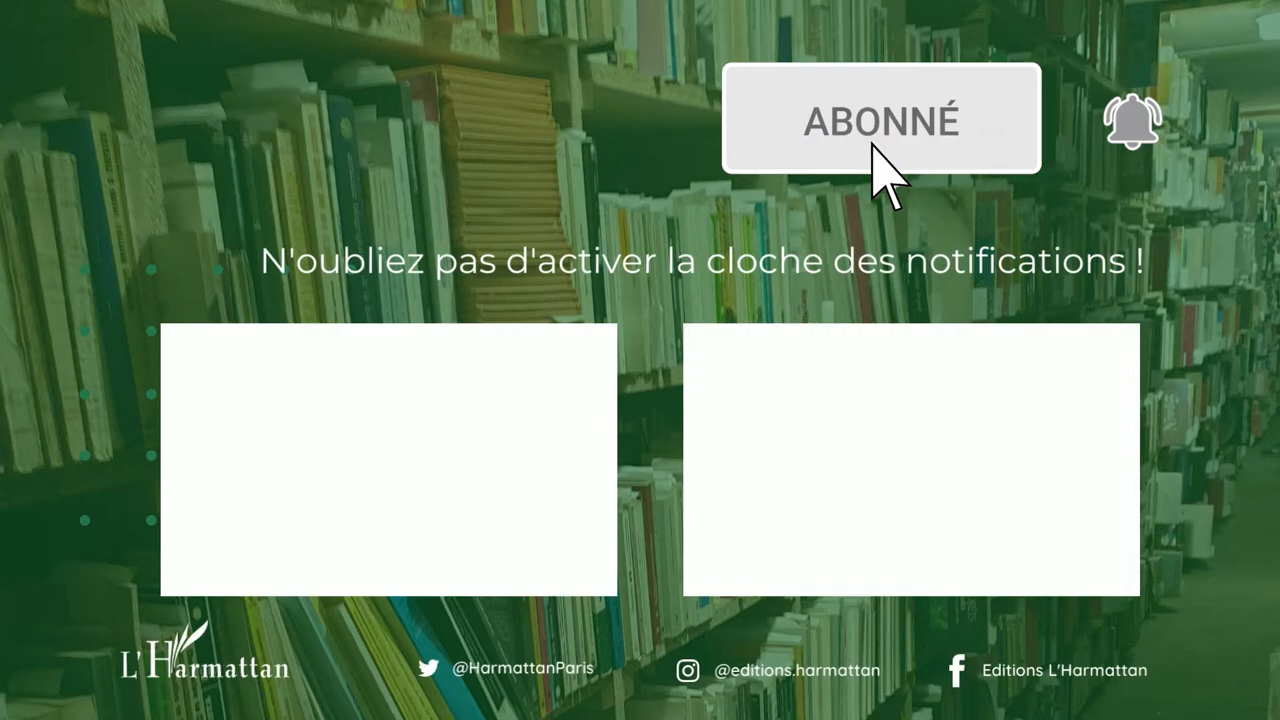 ABONNÉ
N'oubliez pas d'activer la cloche des notifications !
L'Harmattan
@HarmattanParis
@editions.harmattan
Editions L'Harmattan